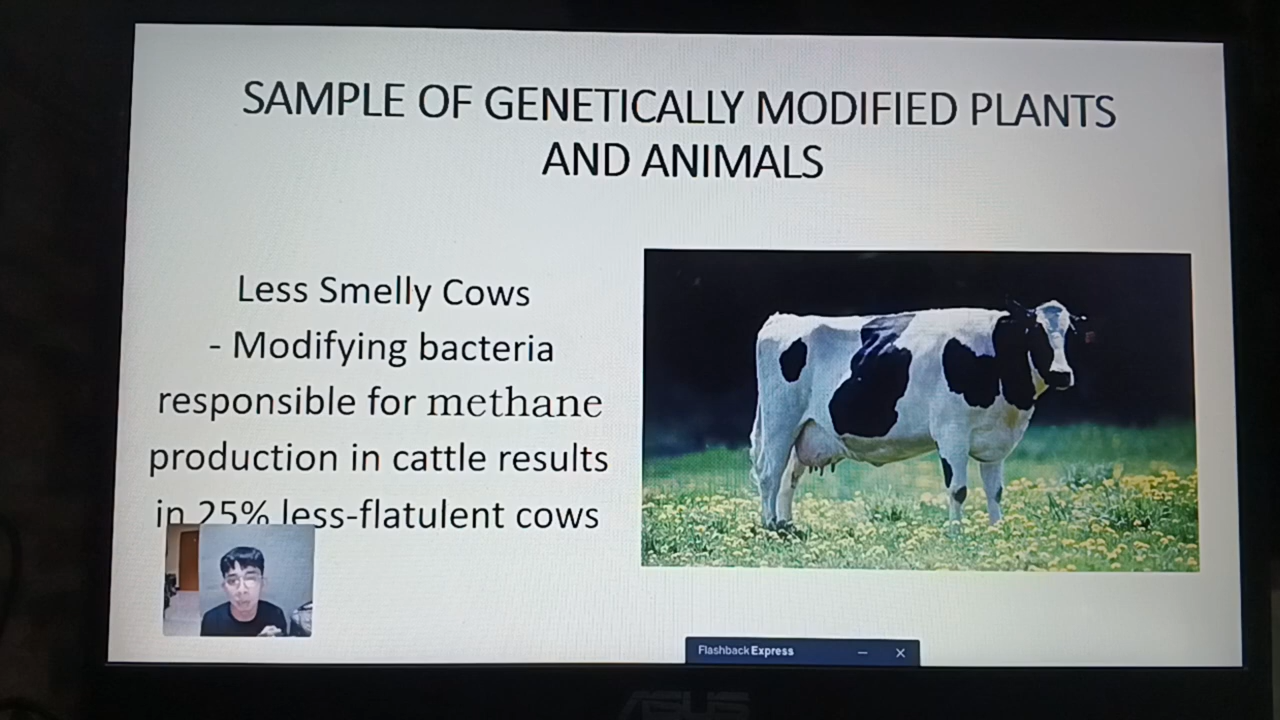 SAMPLE OF GENETICALLY MODIFIED PLANTS
AND ANIMALS
Less Smelly Cows
- Modifying bacteria
responsible for methane
production in cattle results
in 25% less-flatulent cows
Flashback Express
ASUS